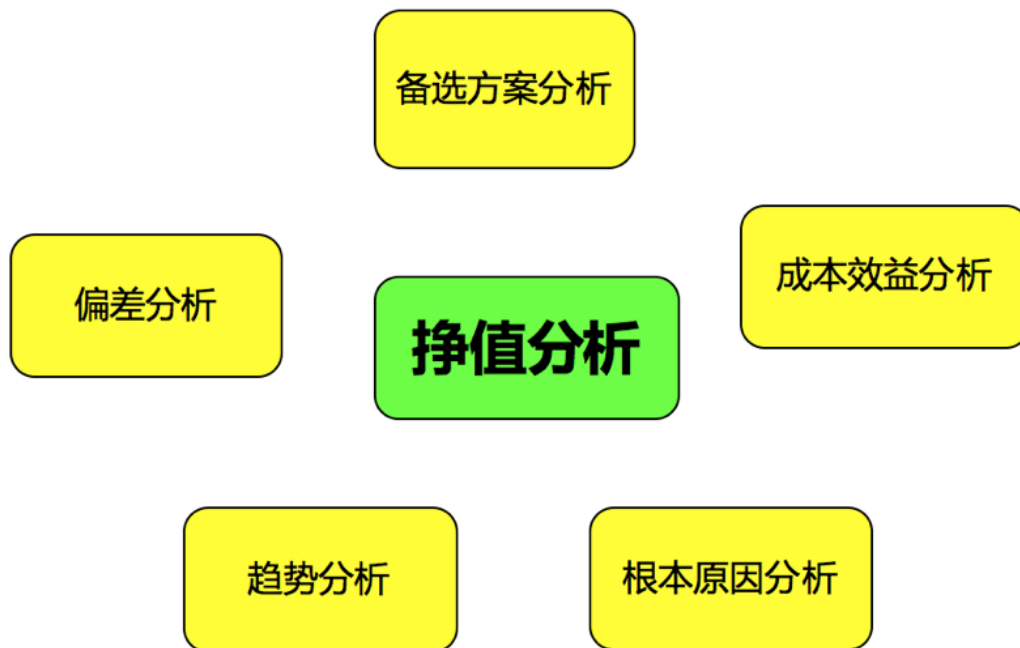 备选方案分析
成本效益分析
偏差分析
挣值分析
趋势分析
根本原因分析